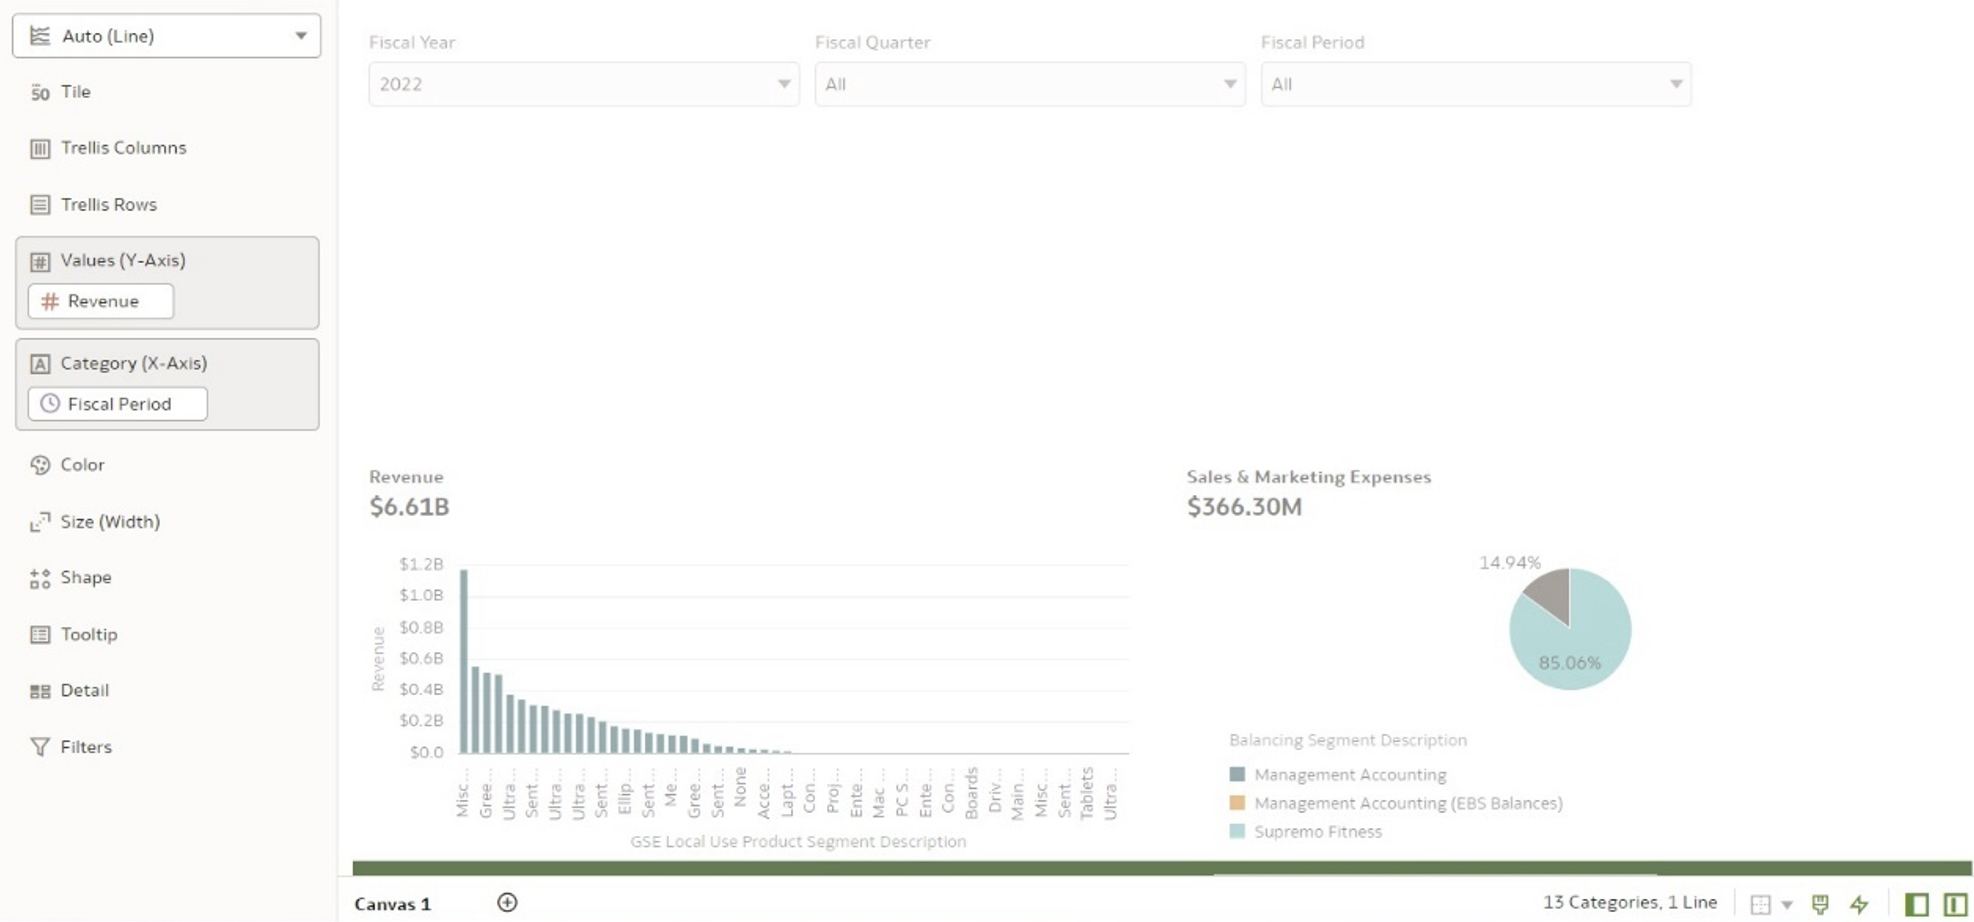 Auto (Line)
Tile
Trellis Columns
Trellis Rows
Values (Y-Axis)
# Revenue
Category (X-Axis)
Fiscal Period
Color
Size (Width)
Shape
Tooltip
Detail
Filters
Fiscal Year
2022
Fiscal Quarter
All
Fiscal Period
All
Revenue
$6.61B
Revenue
$1.2B
$1.0B
$0.8B
$0.6B
$0.4B
$0.2B
$0.0
Misc...
Gree...
Ultra...
Sent...
Ultra...
Ultra...
Sent...
Ellip...
Sent...
Me...
Gree...
Sent...
None
Acce...
Lapt...
Con...
Proj...
Ente...
Mac ...
PC S...
Ente...
Con...
Boards
Driv...
Main...
Misc...
Sent...
Tablets
Ultra...
GSE Local Use Product Segment Description
Sales & Marketing Expenses
$366.30M
14.94%
85.06%
Balancing Segment Description
Management Accounting
Management Accounting (EBS Balances)
Supremo Fitness
Canvas 1
13 Categories, 1 Line